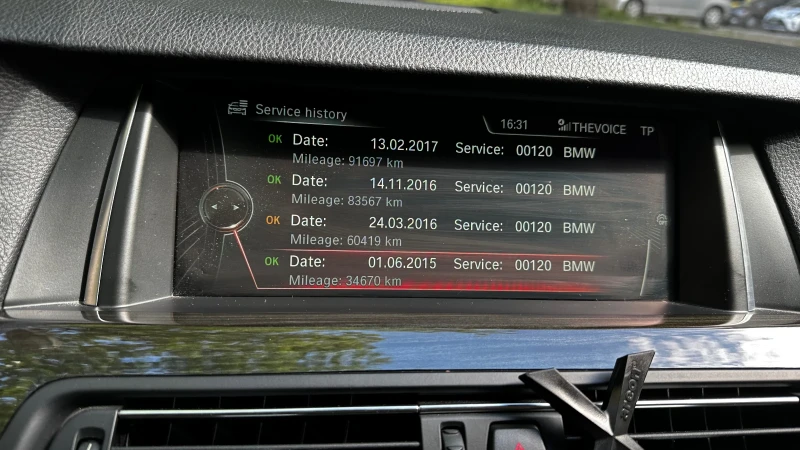 Service history
16:31 THEVOICE TP
OK Date: 13.02.2017 Service: 00120 BMW
Mileage: 91697 km
OK Date: 14.11.2016 Service: 00120 BMW
Mileage: 83567 km
OK Date: 24.03.2016 Service: 00120 BMW
Mileage: 60419 km
OK Date: 01.06.2015 Service: 00120 BMW
Mileage: 34670 km